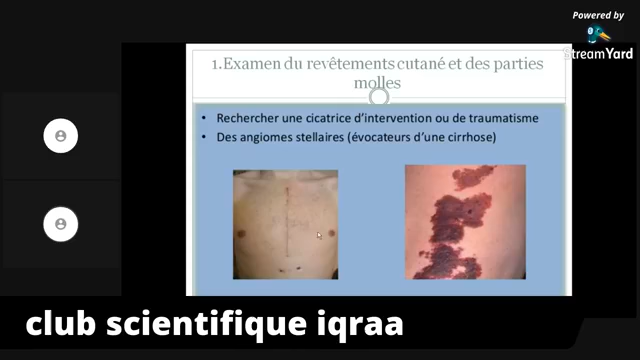 Powered by
StreamYard
1.Examen du revêtements cutané et des parties
molles
• Rechercher une cicatrice d'intervention ou de traumatisme
• Des angiomes stellaires (évocateurs d'une cirrhose)
club scientifique iqraa